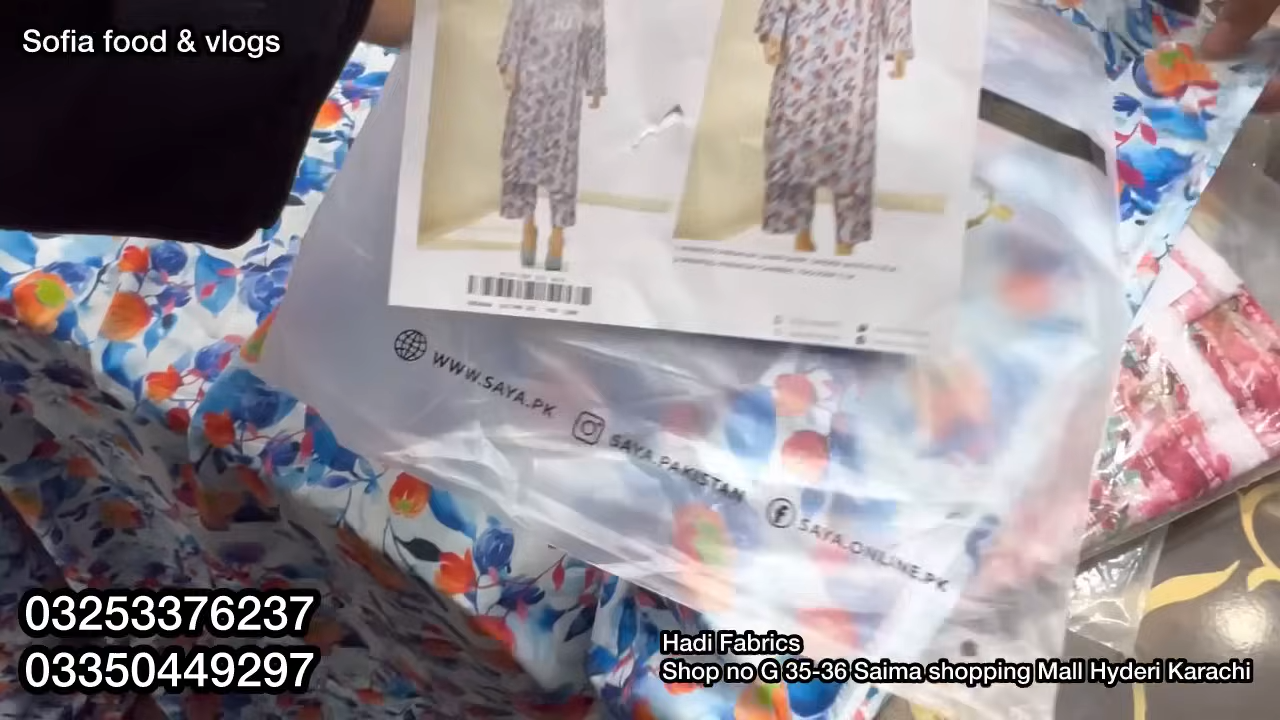 Sofia food & vlogs
WWW.SAYA.PK
SAYA.PAKISTAN
SAYA.ONLINE.PK
03253376237
03350449297
Hadi Fabrics
Shop no G 35-36 Saima shopping Mall Hyderi Karachi